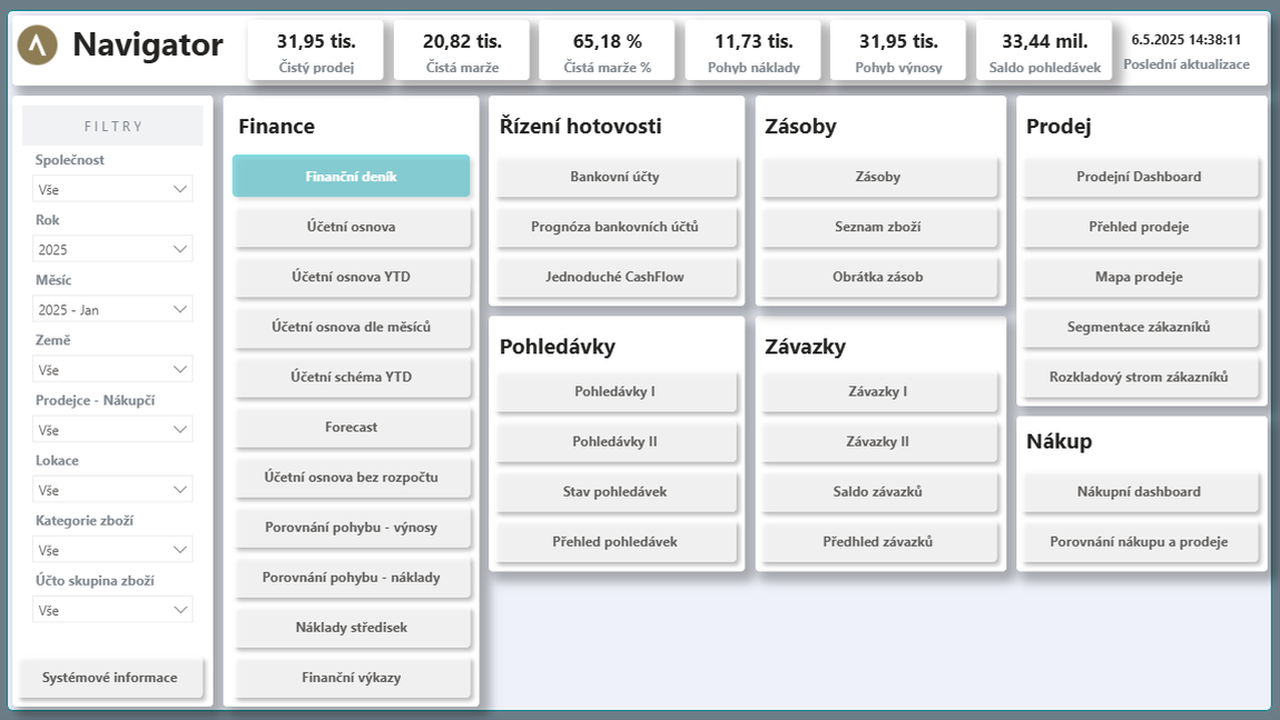 Navigator
31,95 tis.
Čistý prodej
20,82 tis.
Čistá marže
65,18 %
Čistá marže %
11,73 tis.
Pohyb náklady
31,95 tis.
Pohyb výnosy
33,44 mil.
Saldo pohledávek
6.5.2025 14:38:11
Poslední aktualizace
FILTRY
Společnost
Vše
Rok
2025
Měsíc
2025 - Jan
Země
Vše
Prodejce - Nákupčí
Vše
Lokace
Vše
Kategorie zboží
Vše
Účto skupina zboží
Vše
Systémové informace
Finance
Finanční deník
Účetní osnova
Účetní osnova YTD
Účetní osnova dle měsíců
Účetní schéma YTD
Forecast
Účetní osnova bez rozpočtu
Porovnání pohybu - výnosy
Porovnání pohybu - náklady
Náklady středisek
Finanční výkazy
Řízení hotovosti
Bankovní účty
Prognóza bankovních účtů
Jednoduché CashFlow
Pohledávky
Pohledávky I
Pohledávky II
Stav pohledávek
Přehled pohledávek
Zásoby
Zásoby
Seznam zboží
Obrátka zásob
Závazky
Závazky I
Závazky II
Saldo závazků
Předhled závazků
Prodej
Prodejní Dashboard
Přehled prodeje
Mapa prodeje
Segmentace zákazníků
Rozkladový strom zákazníků
Nákup
Nákupní dashboard
Porovnání nákupu a prodeje